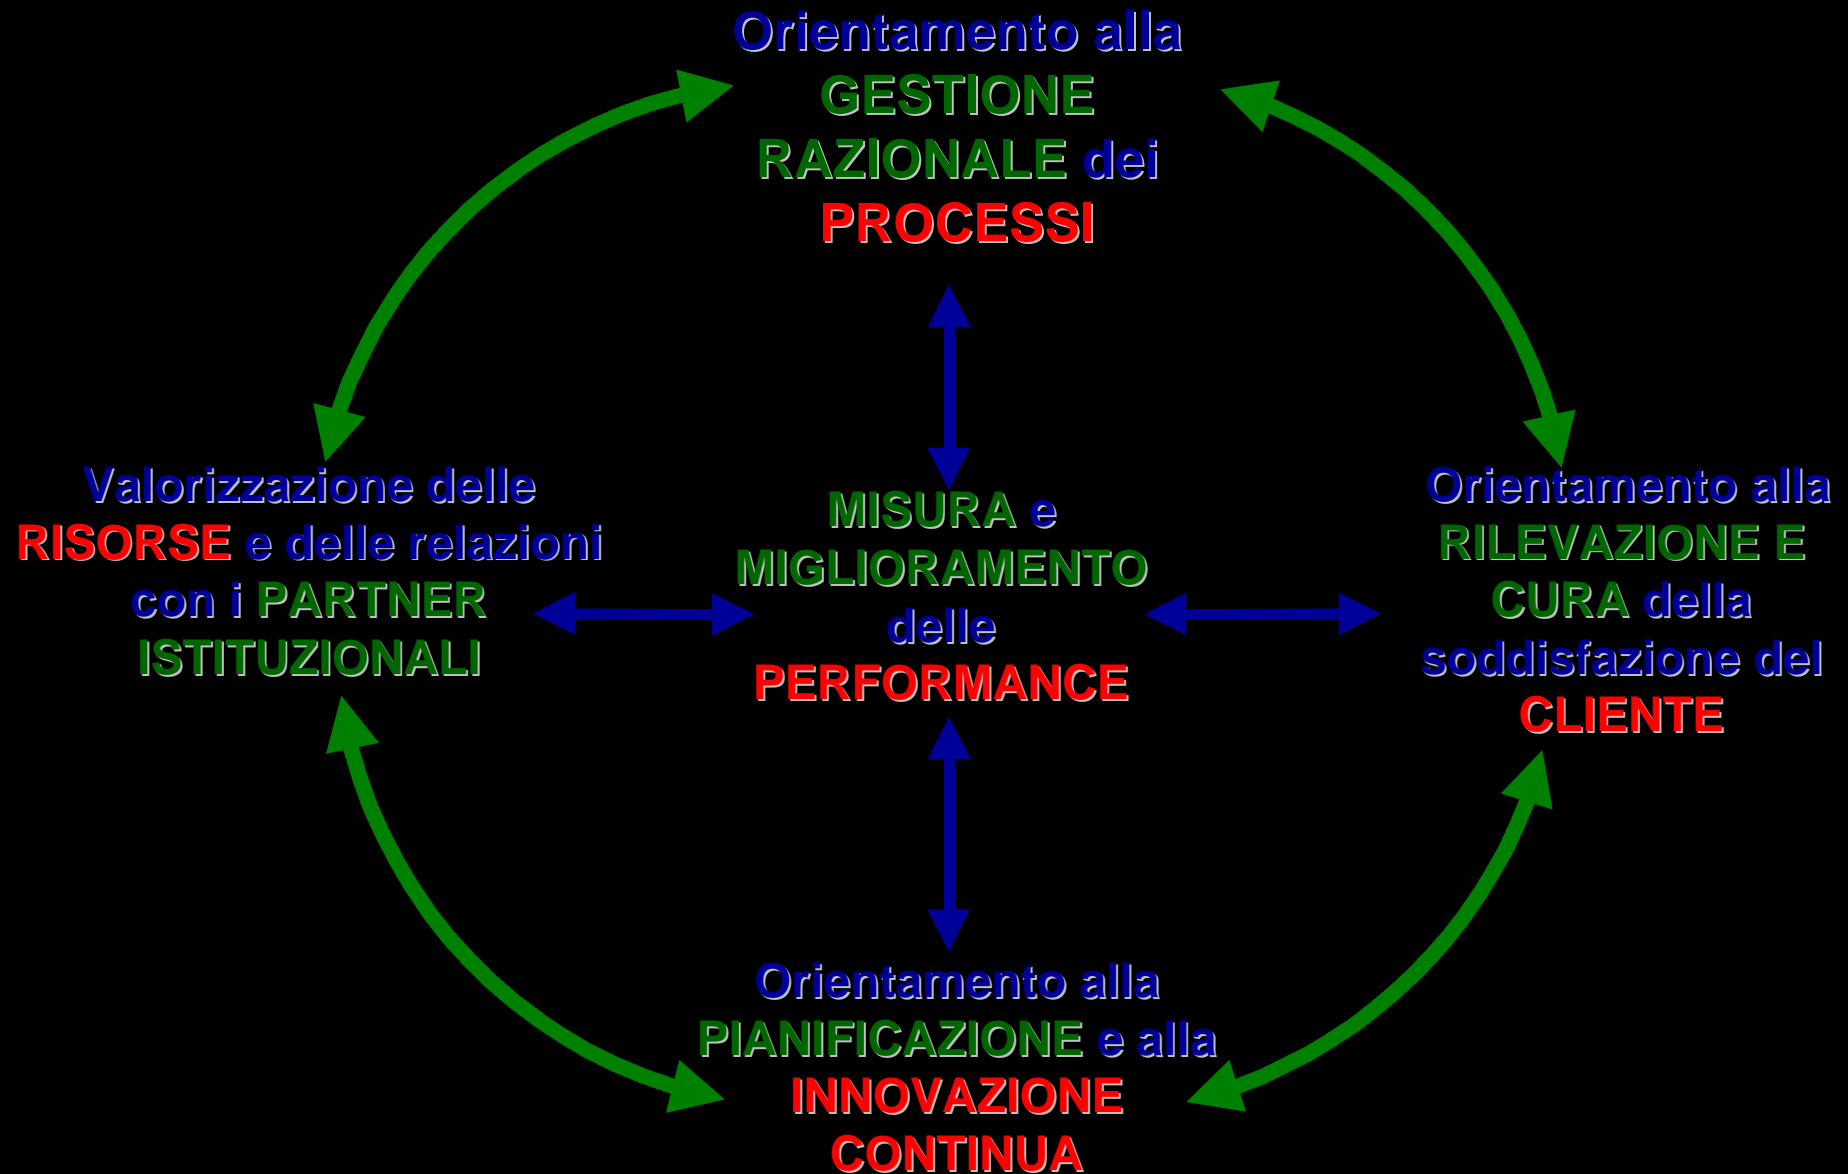 Orientamento alla
GESTIONE
RAZIONALE dei
PROCESSI
Valorizzazione delle
RISORSE e delle relazioni
con i PARTNER
ISTITUZIONALI
MISURA e
MIGLIORAMENTO
delle
PERFORMANCE
Orientamento alla
RILEVAZIONE E
CURA della
soddisfazione del
CLIENTE
Orientamento alla
PIANIFICAZIONE e alla
INNOVAZIONE
CONTINUA